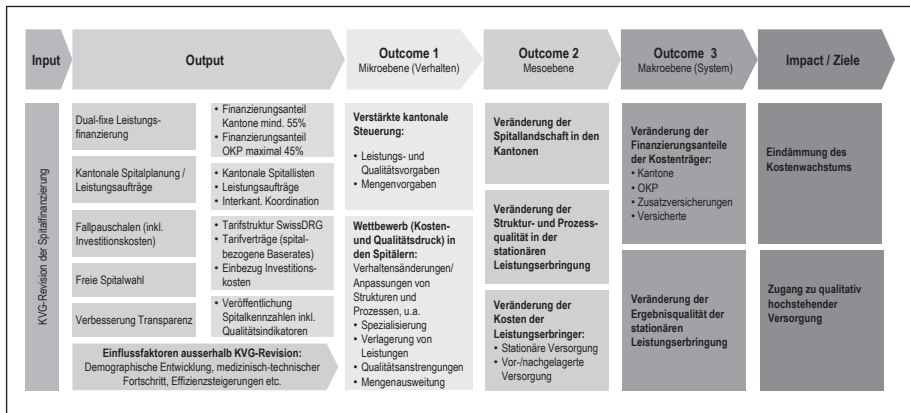 Input
Output
Outcome 1
Mikroebene (Verhalten)
Outcome 2
Mesoebene
Outcome 3
Makroebene (System)
Impact / Ziele
KVG-Revision der Spitalfinanzierung
Dual-fixe Leistungs-
finanzierung
• Finanzierungsanteil
Kantone mind. 55%
• Finanzierungsanteil
OKP maximal 45%
Kantonale Spitalplanung /
Leistungsaufträge
• Kantonale Spitallisten
• Leistungsaufträge
• Interkant. Koordination
Fallpauschalen (inkl.
Investitionskosten)
• Tarifstruktur SwissDRG
• Tarifverträge (spital-
bezogene Baserates)
• Einbezug Investitions-
kosten
Freie Spitalwahl
Verbesserung Transparenz
• Veröffentlichung
Spitalkennzahlen inkl.
Qualitätsindikatoren
Einflussfaktoren ausserhalb KVG-Revision:
Demographische Entwicklung, medizinisch-technischer
Fortschritt, Effizienzsteigerungen etc.
Verstärkte kantonale
Steuerung:
• Leistungs- und
Qualitätsvorgaben
• Mengenvorgaben
Wettbewerb (Kosten-
und Qualitätsdruck) in
den Spitälern:
Verhaltensänderungen/
Anpassungen von
Strukturen und
Prozessen, u.a.
• Spezialisierung
• Verlagerung von
Leistungen
• Qualitätsanstrengungen
• Mengenausweitung
Veränderung der
Spitallandschaft in den
Kantonen
Veränderung der
Struktur- und Prozess-
qualität in der
stationären
Leistungserbringung
Veränderung der
Kosten der
Leistungserbringer:
• Stationäre Versorgung
• Vor-/nachgelagerte
Versorgung
Veränderung der
Finanzierungsanteile
der Kostenträger:
• Kantone
• OKP
• Zusatzversicherungen
• Versicherte
Veränderung der
Ergebnisqualität der
stationären
Leistungserbringung
Eindämmung des
Kostenwachstums
Zugang zu qualitativ
hochstehender
Versorgung